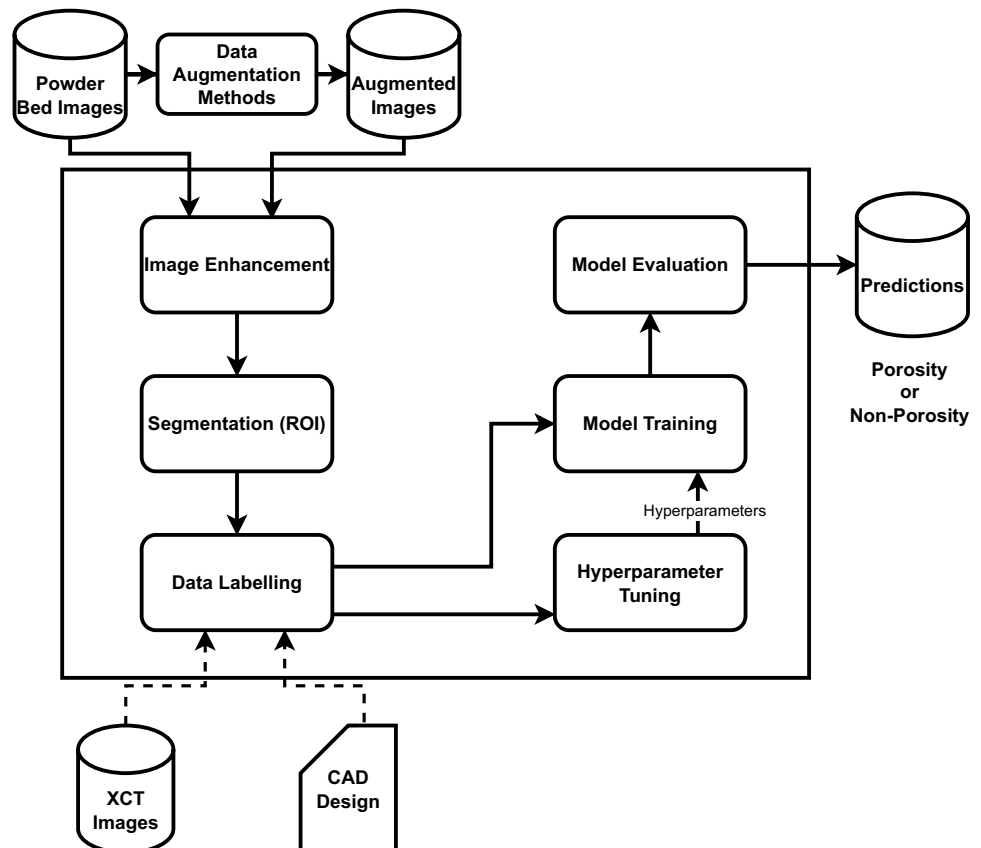 Powder
Bed Images
Data
Augmentation
Methods
Augmented
Images
Image Enhancement
Model Evaluation
Predictions
Porosity
or
Non-Porosity
Segmentation (ROI)
Model Training
Hyperparameters
Data Labelling
Hyperparameter
Tuning
XCT
Images
CAD
Design